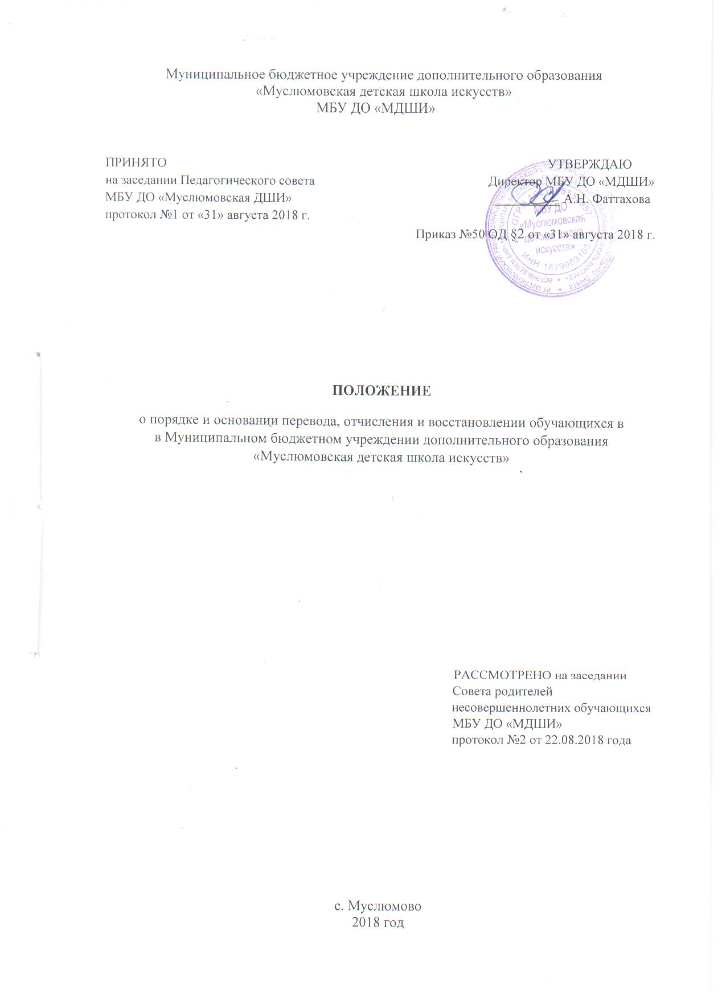 Муниципальное бюджетное учреждение дополнительного образования
«Муслюмовская детская школа искусств»
МБУ ДО «МДШИ»
ПРИНЯТО
на заседании Педагогического совета
МБУ ДО «Муслюмовская ДШИ»
протокол №1 от «31» августа 2018 г.
УТВЕРЖДАЮ
Директор МБУ ДО «МДШИ»
А.Н. Фаттахова
Приказ №50 ОД §2 от «31» августа 2018 г.
МБУ ДО
«Муслюмовская
детская школа
искусств»
ИНН 1629003103
ПОЛОЖЕНИЕ
о порядке и основании перевода, отчисления и восстановлении обучающихся в
в Муниципальном бюджетном учреждении дополнительного образования
«Муслюмовская детская школа искусств»
РАССМОТРЕНО на заседании
Совета родителей
несовершеннолетних обучающихся
МБУ ДО «МДШИ»
протокол №2 от 22.08.2018 года
с. Муслюмово
2018 год